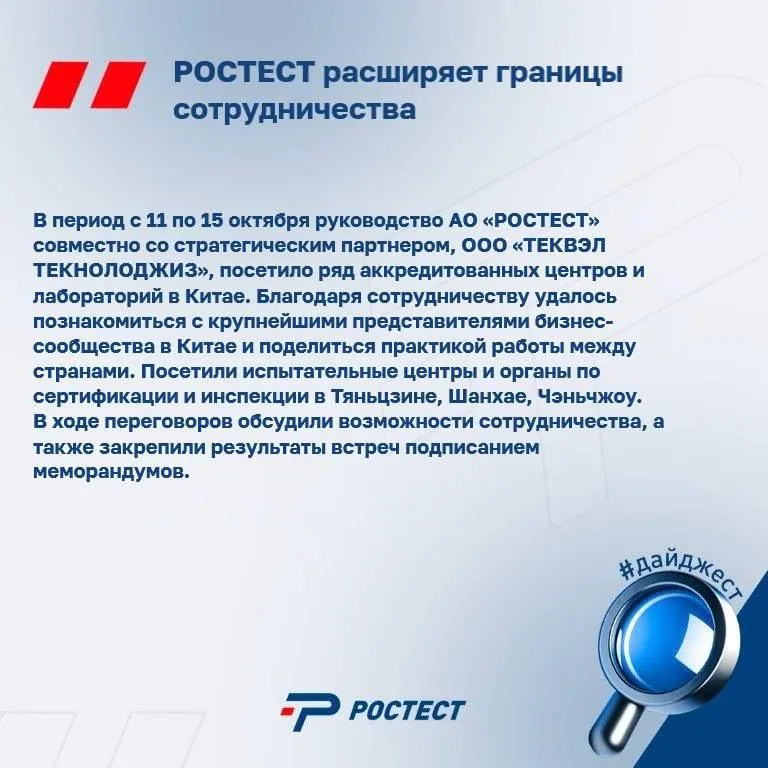 РОСТЕСТ расширяет границы
сотрудничества
В период с 11 по 15 октября руководство АО «РОСТЕСТ»
совместно со стратегическим партнером, ООО «ТЕКВЭЛ
ТЕКНОЛОДЖИЗ», посетило ряд аккредитованных центров и
лабораторий в Китае. Благодаря сотрудничеству удалось
познакомиться с крупнейшими представителями бизнес-
сообщества в Китае и поделиться практикой работы между
странами. Посетили испытательные центры и органы по
сертификации и инспекции в Тяньцзине, Шанхае, Чэньчжоу.
В ходе переговоров обсудили возможности сотрудничества, а
также закрепили результаты встреч подписанием
меморандумов.
#дайджест
РОСТЕСТ